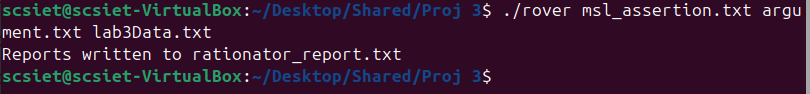 scsiet@scsiet-VirtualBox:~/Desktop/Shared/Proj 3$ ./rover msl_assertion.txt argu
ment.txt lab3Data.txt
Reports written to rationator_report.txt
scsiet@scsiet-VirtualBox:~/Desktop/Shared/Proj 3$